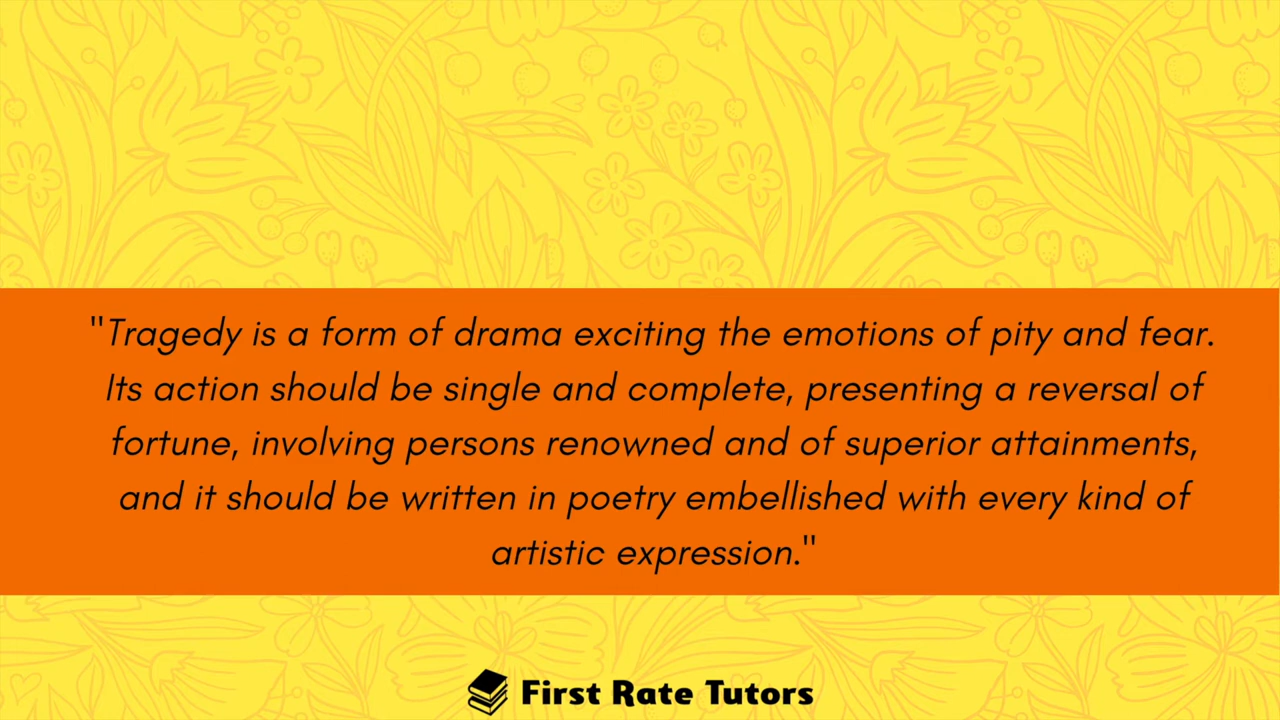 "Tragedy is a form of drama exciting the emotions of pity and fear.
Its action should be single and complete, presenting a reversal of
fortune, involving persons renowned and of superior attainments,
and it should be written in poetry embellished with every kind of
artistic expression."
First Rate Tutors